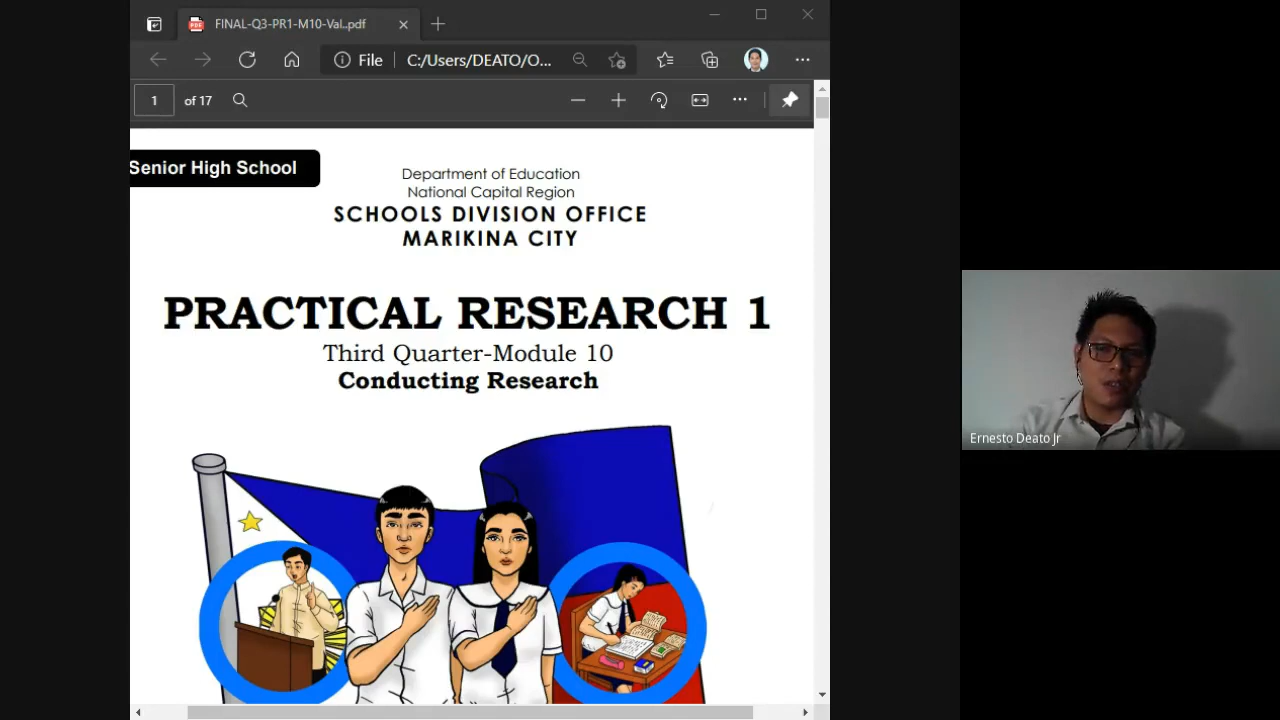 FINAL-Q3-PR1-M10-Val..pdf
File
C:/Users/DEATO/O...
1
of 17
Senior High School
Department of Education
National Capital Region
SCHOOLS DIVISION OFFICE
MARIKINA CITY
PRACTICAL RESEARCH 1
Third Quarter-Module 10
Conducting Research
Ernesto Deato Jr